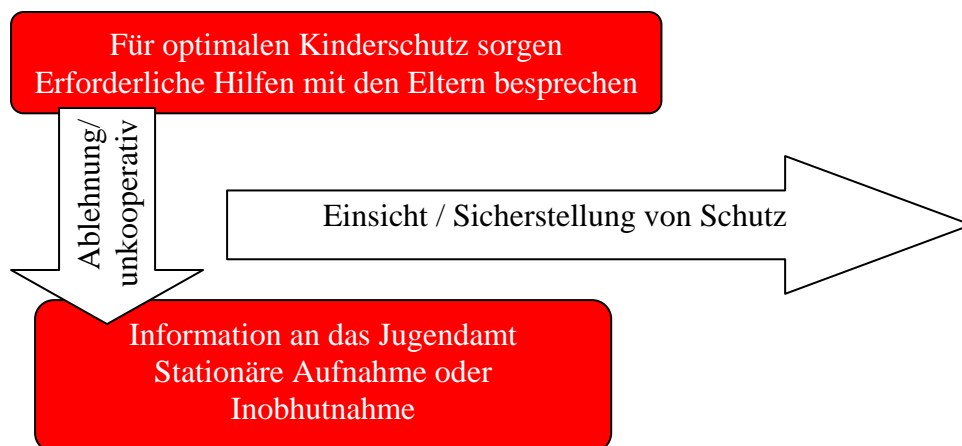 Für optimalen Kinderschutz sorgen
Erforderliche Hilfen mit den Eltern besprechen
Ablehnung/
unkooperativ
Einsicht / Sicherstellung von Schutz
Information an das Jugendamt
Stationäre Aufnahme oder
Inobhutnahme